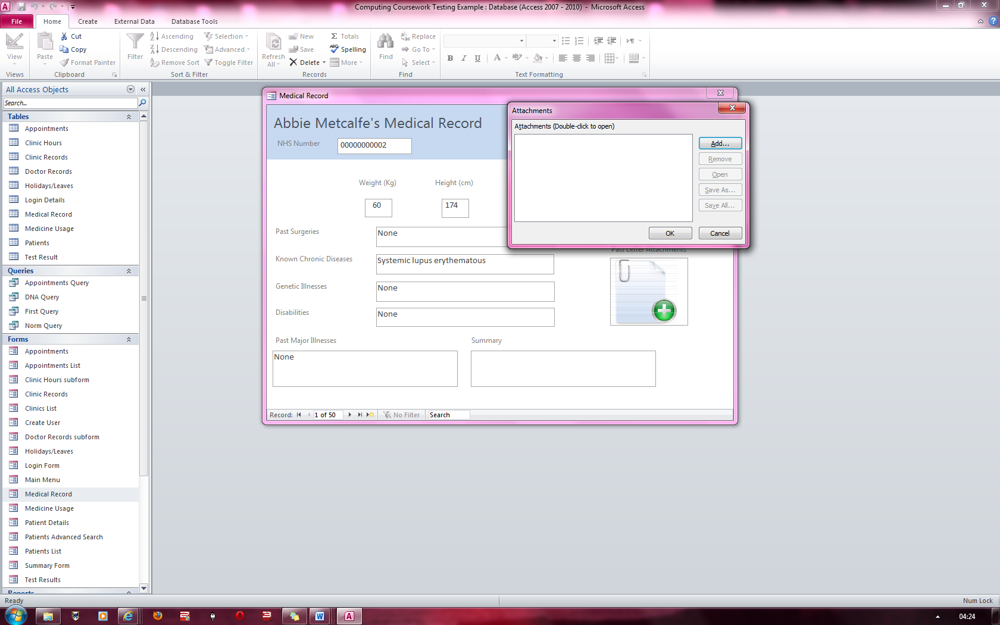 Computing Coursework Testing Example : Database (Access 2007 - 2010) - Microsoft Access
File Home Create External Data Database Tools
View
Views
Paste
Cut
Copy
Format Painter
Clipboard
Filter
Ascending
Descending
Remove Sort
Selection
Advanced
Toggle Filter
Sort & Filter
Refresh All
New
Save
Delete
Totals
Spelling
More
Records
Find
Replace
Go To
Select
Find
B I U A
Text Formatting
All Access Objects
Search...
Tables
Appointments
Clinic Hours
Clinic Records
Doctor Records
Holidays/Leaves
Login Details
Medical Record
Medicine Usage
Patients
Test Result
Queries
Appointments Query
DNA Query
First Query
Norm Query
Forms
Appointments
Appointments List
Clinic Hours subform
Clinic Records
Clinics List
Create User
Doctor Records subform
Holidays/Leaves
Login Form
Main Menu
Medical Record
Medicine Usage
Patient Details
Patients Advanced Search
Patients List
Summary Form
Test Results
Reports
Medical Record
Abbie Metcalfe's Medical Record
NHS Number 00000000002
Weight (Kg) Height (cm)
60 174
Past Surgeries None
Known Chronic Diseases Systemic lupus erythematous
Genetic Illnesses None
Disabilities None
Past Major Illnesses Summary
None
Past Letter Attachments
Record: 1 of 50 No Filter Search
Attachments
Attachments (Double-click to open)
Add...
Remove
Open
Save As...
Save All...
OK Cancel
Ready Num Lock
04:24